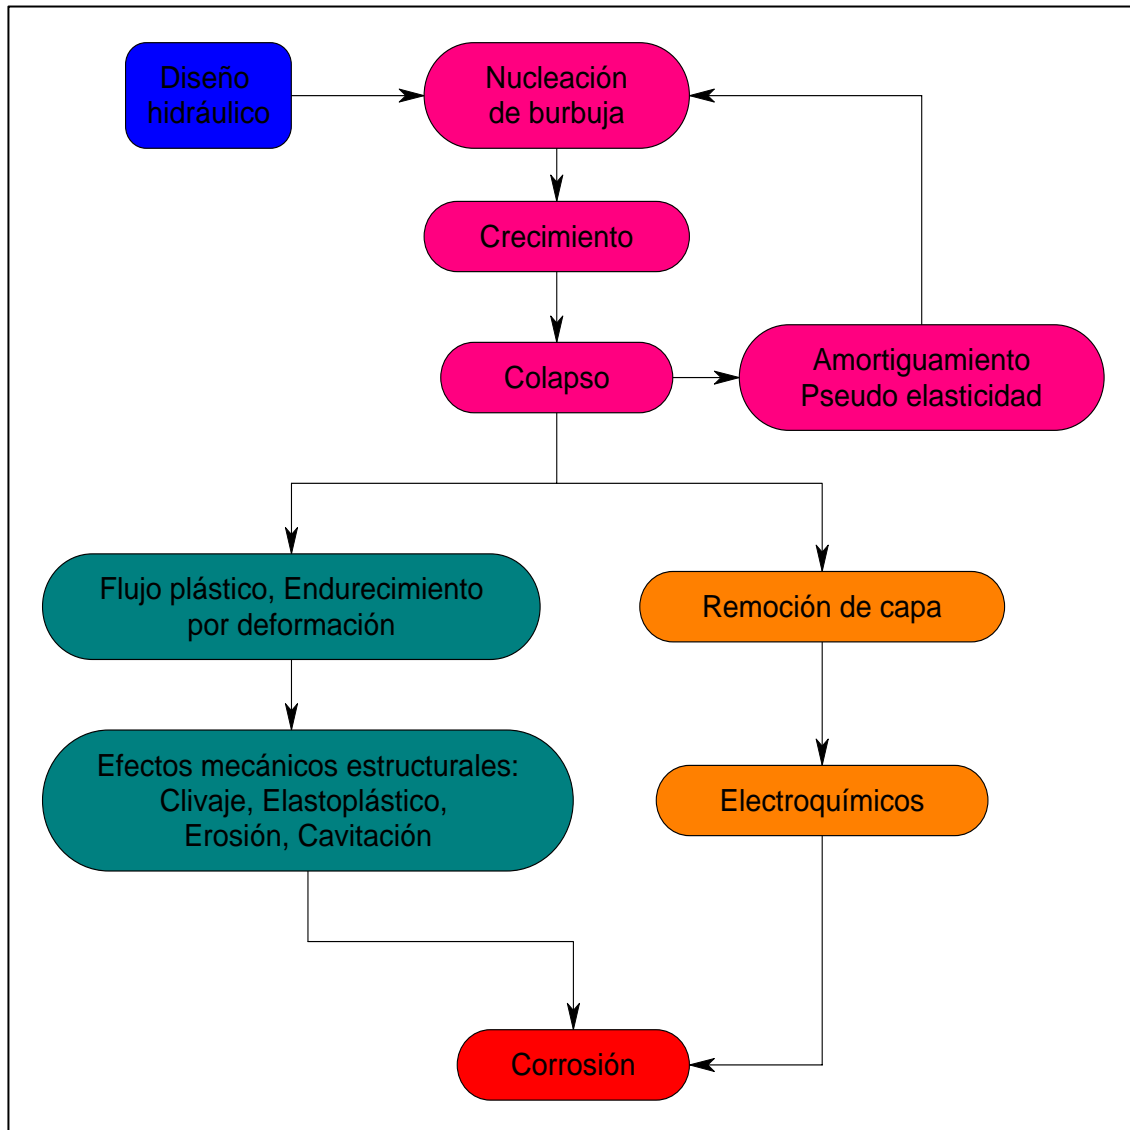 Diseño
hidráulico
Nucleación
de burbuja
Crecimiento
Colapso
Amortiguamiento
Pseudo elasticidad
Flujo plástico, Endurecimiento
por deformación
Remoción de capa
Efectos mecánicos estructurales:
Clivaje, Elastoplástico,
Erosión, Cavitación
Electroquímicos
Corrosión